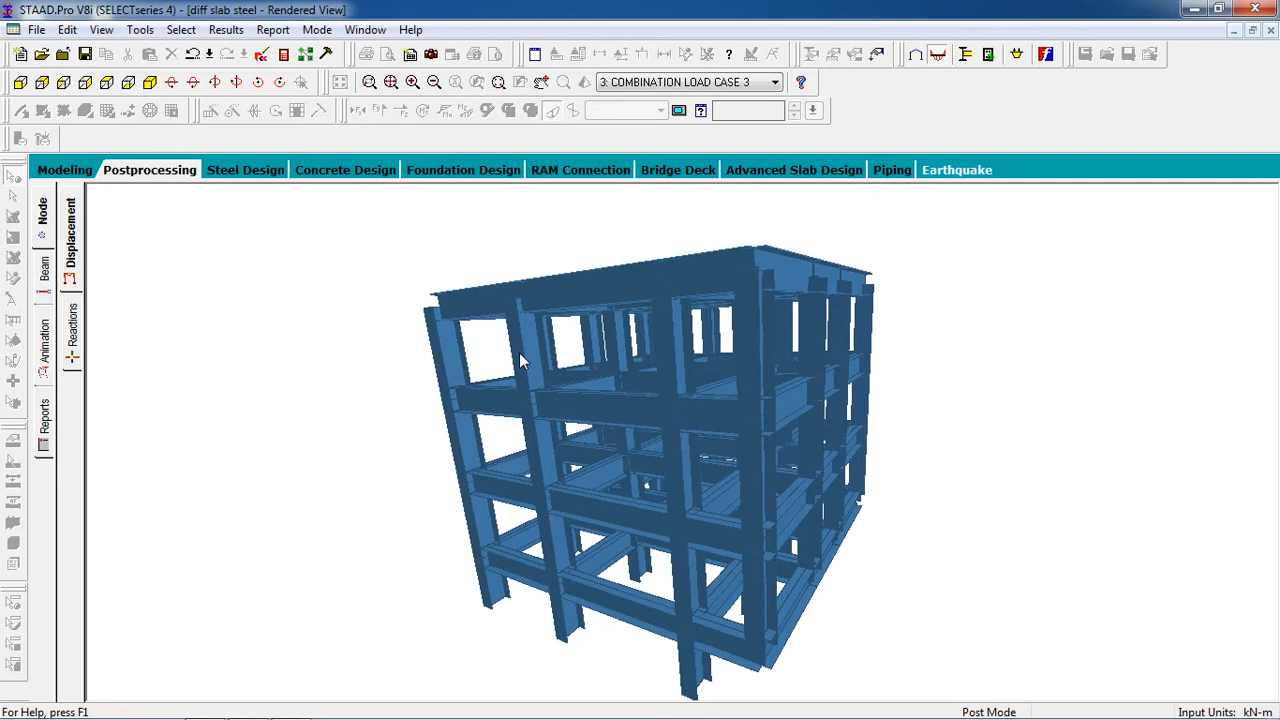 STAAD.Pro V8i (SELECTseries 4) - [diff slab steel - Rendered View]
File Edit View Tools Select Results Report Mode Window Help
3: COMBINATION LOAD CASE 3
Modeling Postprocessing Steel Design Concrete Design Foundation Design RAM Connection Bridge Deck Advanced Slab Design Piping Earthquake
Node
Displacement
Beam
Reactions
Animation
Reports
For Help, press F1
Post Mode
Input Units: kN-m